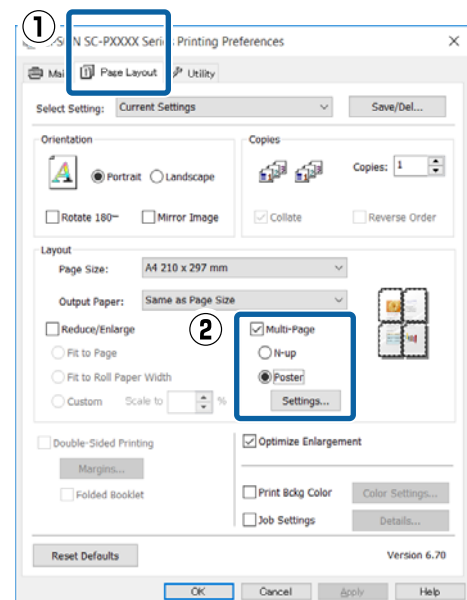 ①
EPSON SC-PXXXX Series Printing Preferences
Main Page Layout Utility
Select Setting: Current Settings Save/Del...
Orientation Copies
Portrait Landscape Copies: 1
Rotate 180° Mirror Image Collate Reverse Order
Layout
Page Size: A4 210 x 297 mm
Output Paper: Same as Page Size
Reduce/Enlarge ② Multi-Page
Fit to Page N-up
Fit to Roll Paper Width Poster
Custom Scale to % Settings...
Double-Sided Printing Optimize Enlargement
Margins...
Folded Booklet Print Bckg Color Color Settings...
Job Settings Details...
Reset Defaults Version 6.70
OK Cancel Apply Help